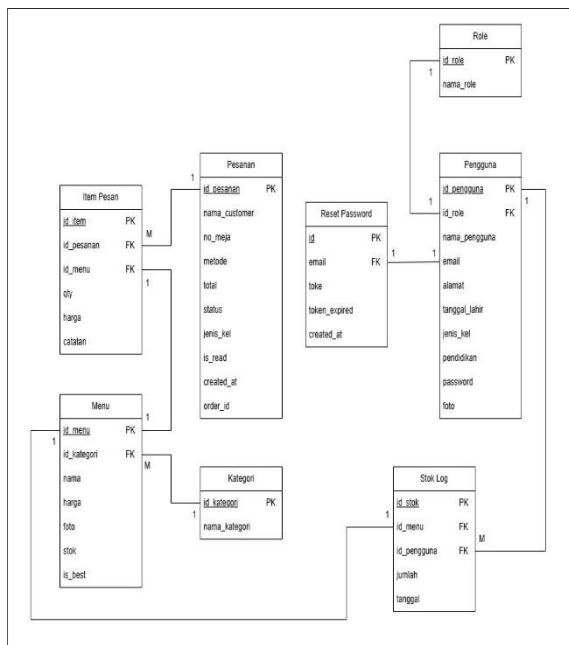 Role
id_role PK
nama_role
1
Pesanan
id_pesanan PK
nama_customer
no_meja
metode
total
status
jenis_kel
is_read
created_at
order_id
1
Pengguna
id_pengguna PK
id_role FK
nama_pengguna
email
alamat
tanggal_lahir
jenis_kel
pendidikan
password
foto
1
1
1
Item Pesan
id_item PK
id_pesanan FK
id_menu FK
qty
harga
catatan
M
1
Reset Password
id PK
email FK
toke
token_expired
created_at
1
Menu
id_menu PK
id_kategori FK
nama
harga
foto
stok
is_best
1
1
M
Kategori
id_kategori PK
nama_kategori
1
Stok Log
id_stok PK
id_menu FK
id_pengguna FK
jumlah
tanggal
1
M